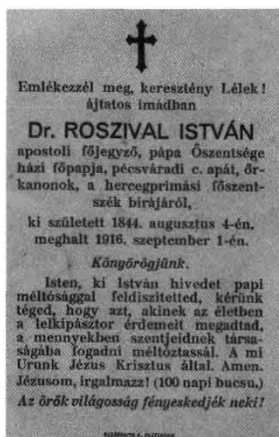 Emlékezzél meg, keresztény Lélek!
ájtatos imádban
Dr. ROSZIVAL ISTVÁN
apostoli főjegyző, pápa Őszentsége
házi főpapja, pécsváradi c. apát, őr-
kanonok, a hercegprimási főszent-
szék birájáról,
ki született 1844. augusztus 4-én,
meghalt 1916. szeptember 1-én.
Könyörögjünk.
Isten, ki István hivedet papi
méltósággal feldiszitetted, kérünk
téged, hogy azt, akinek az életben
a lelkipásztor érdemeit megadtad,
a mennyekben szentjeidnek társa-
ságába fogadni méltóztassál. A mi
Urunk Jézus Krisztus által. Amen.
Jézusom, irgalmazz! (100 napi bucsu.)
Az örök világosság fényeskedjék neki!